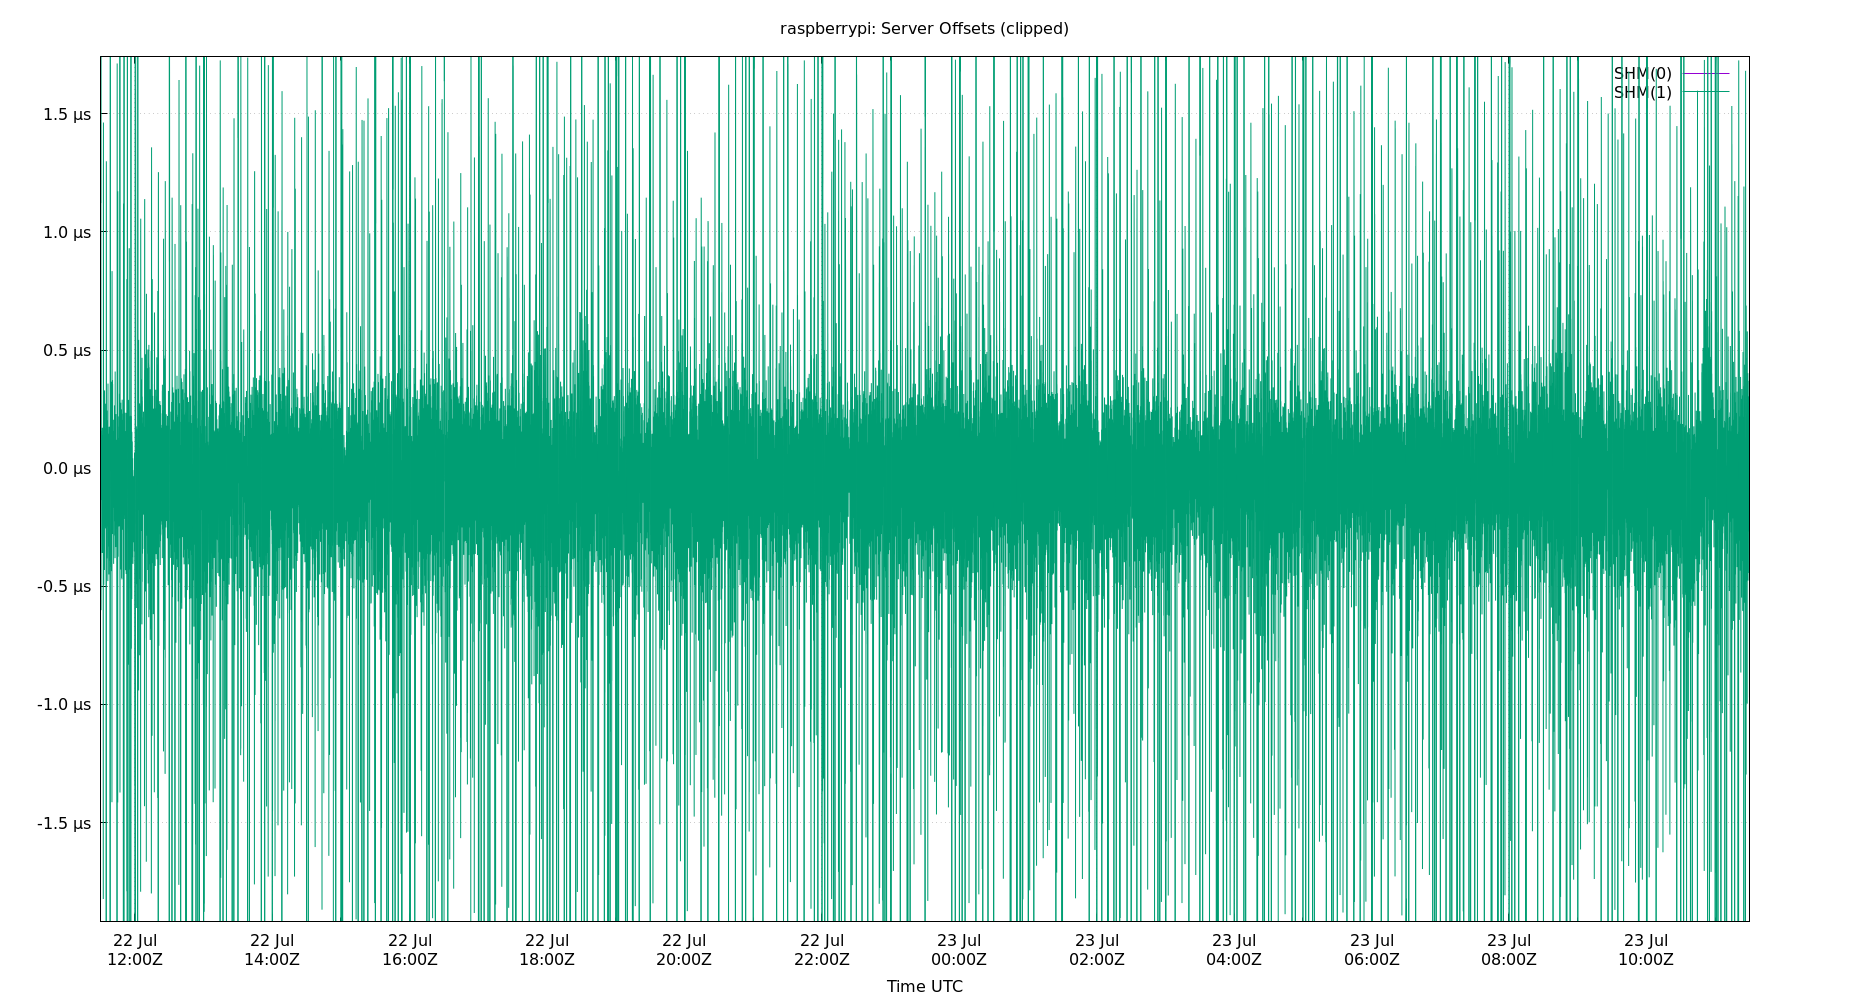 raspberrypi: Server Offsets (clipped)
SHM(0)
SHM(1)
1.5 µs
1.0 µs
0.5 µs
0.0 µs
-0.5 µs
-1.0 µs
-1.5 µs
22 Jul 22 Jul 22 Jul 22 Jul 22 Jul 22 Jul 23 Jul 23 Jul 23 Jul 23 Jul 23 Jul 23 Jul
12:00Z 14:00Z 16:00Z 18:00Z 20:00Z 22:00Z 00:00Z 02:00Z 04:00Z 06:00Z 08:00Z 10:00Z
Time UTC